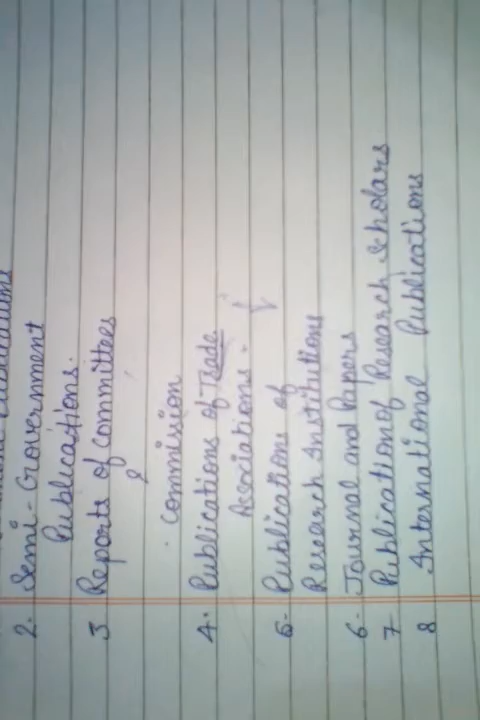 Publications
2. Semi-Government
Publications.
3 Reports of Committees
&
Commission
4. Publications of Trade
Associations.
5. Publications of
Research Institutions
6. Journal and Papers
7 Publication of Research Scholars
8 International Publications